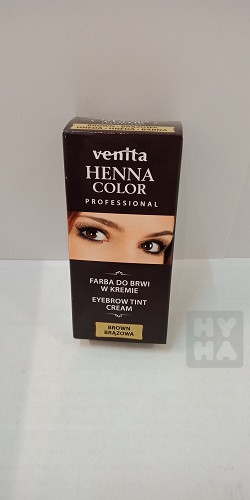 venita
HENNA
COLOR
PROFESSIONAL
FARBA DO BRWI
W KREMIE
EYEBROW TINT
CREAM
BROWN
BRĄZOWA
HY
HA